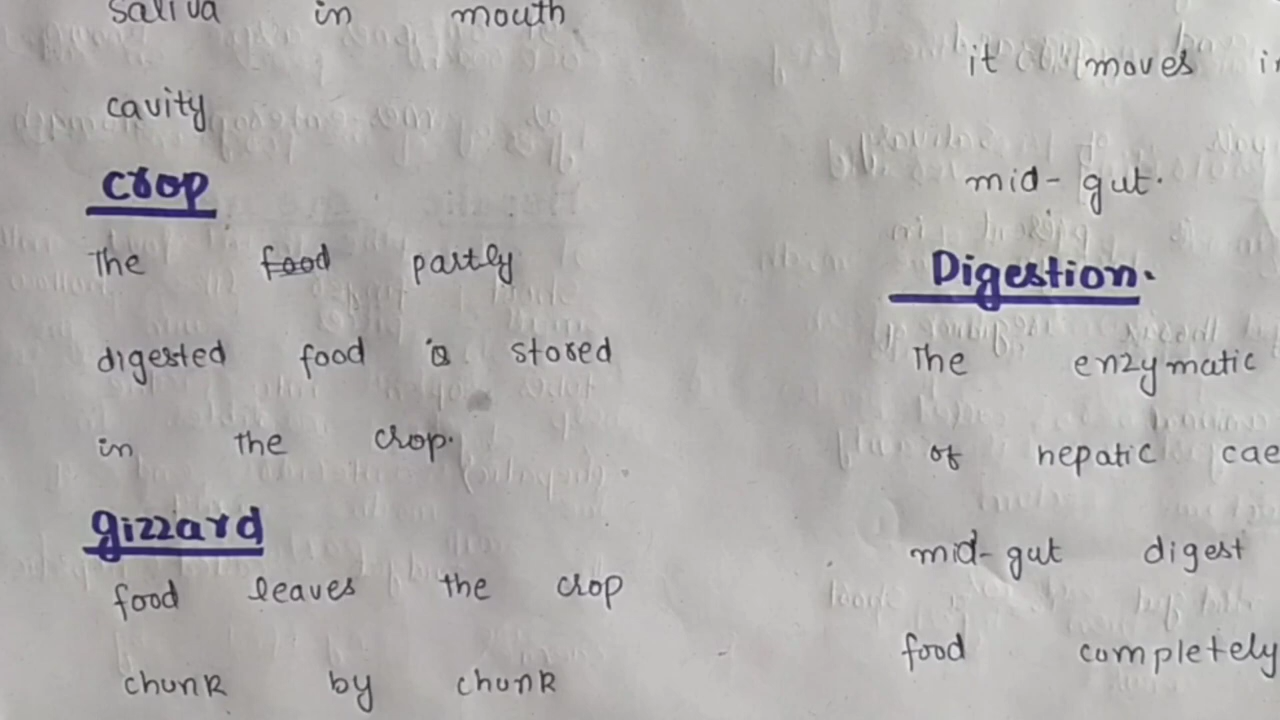 saliva in mouth
cavity
crop
The food partly
digested food is stored
in the crop.
gizzard
food leaves the crop
chunk by chunk
it moves
mid-gut.
Digestion.
The enzymatic
of hepatic cae
mid-gut digest
food completely